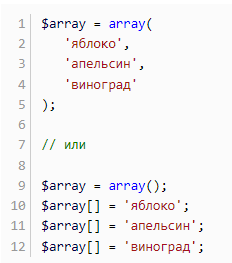 1 $array = array(
2 'яблоко',
3 'апельсин',
4 'виноград'
5 );
6
7 // или
8
9 $array = array();
10 $array[] = 'яблоко';
11 $array[] = 'апельсин';
12 $array[] = 'виноград';